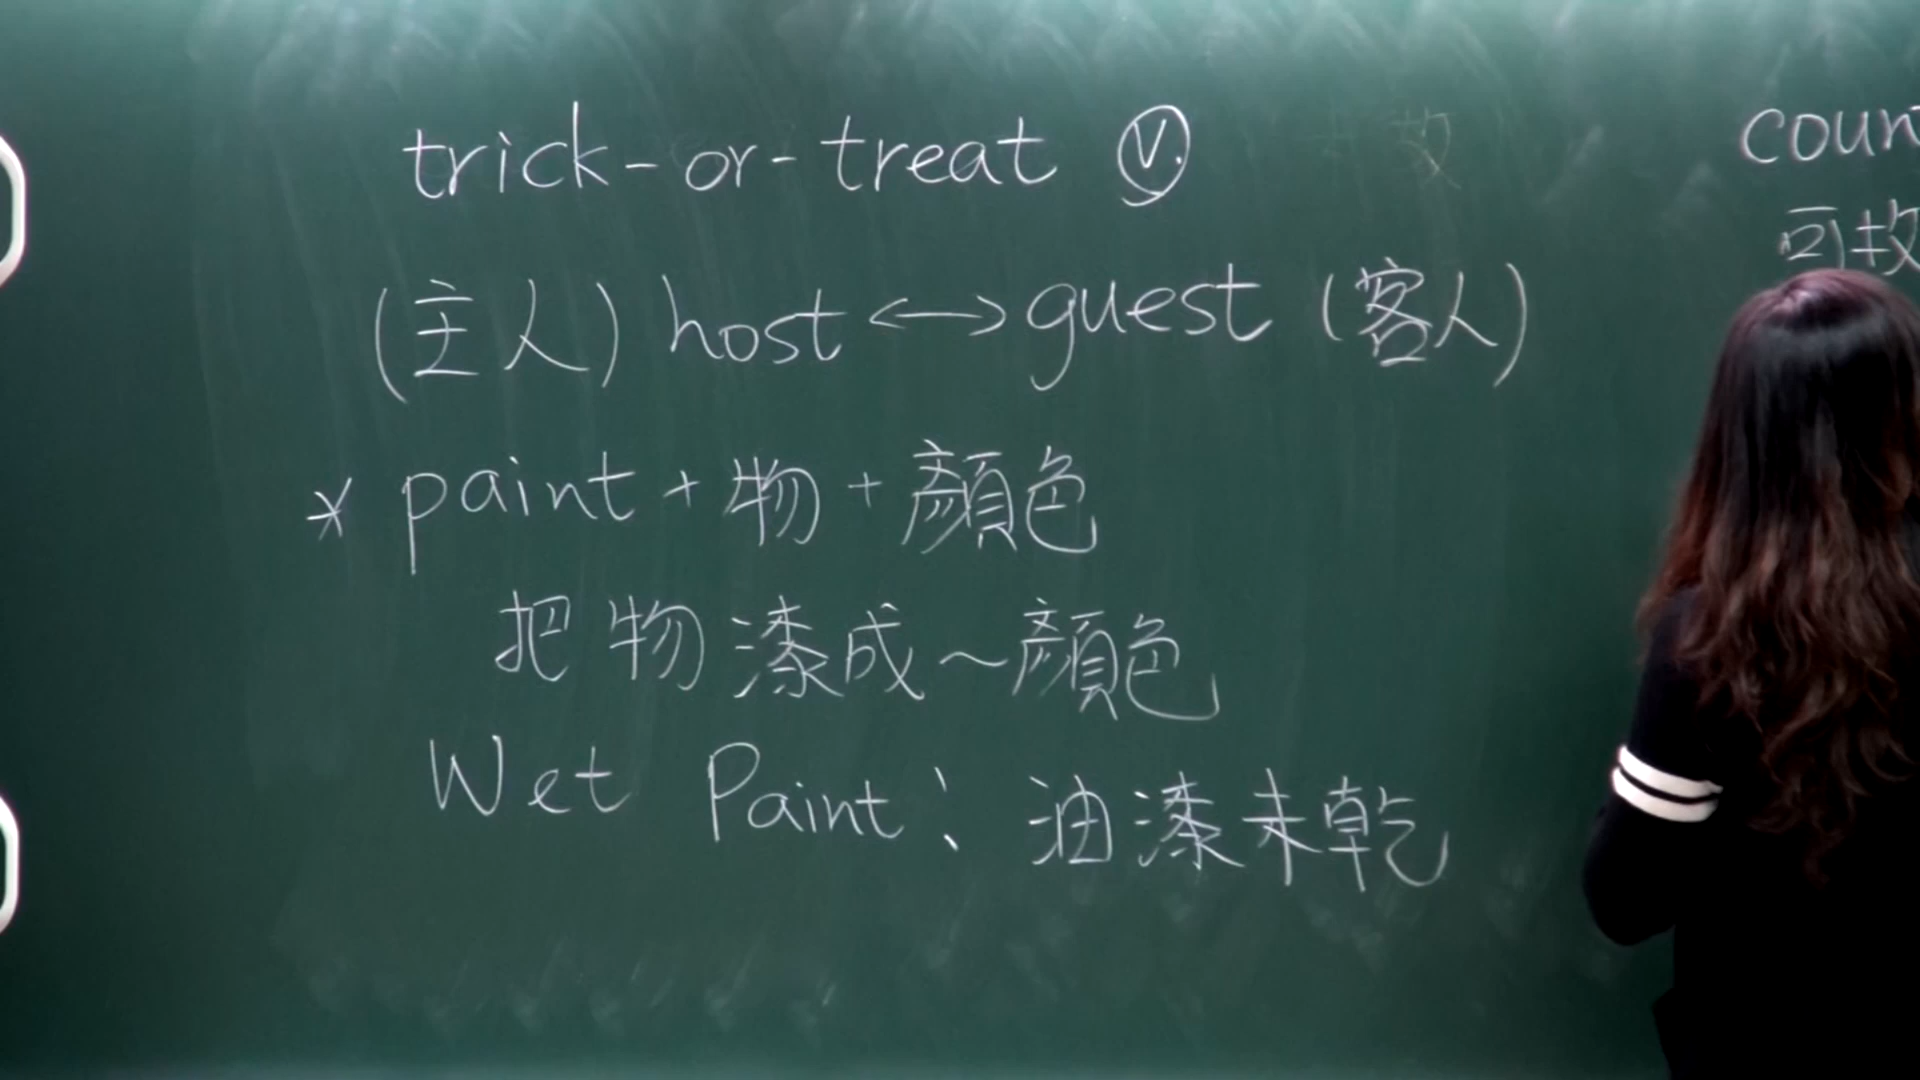 trick-or-treat ⓥ.
(主人) host ↔ guest (客人)
* paint + 物 + 顏色
把物漆成~顏色
Wet Paint: 油漆未乾
coun
可數